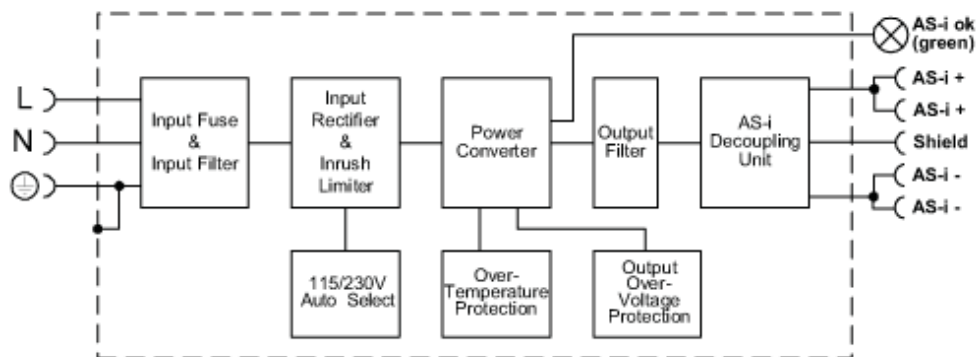 AS-i ok
(green)
L
N
Input Fuse
&
Input Filter
Input
Rectifier
&
Inrush
Limiter
Power
Converter
Output
Filter
AS-i
Decoupling
Unit
AS-i +
AS-i +
Shield
AS-i -
AS-i -
115/230V
Auto Select
Over-
Temperature
Protection
Output
Over-
Voltage
Protection